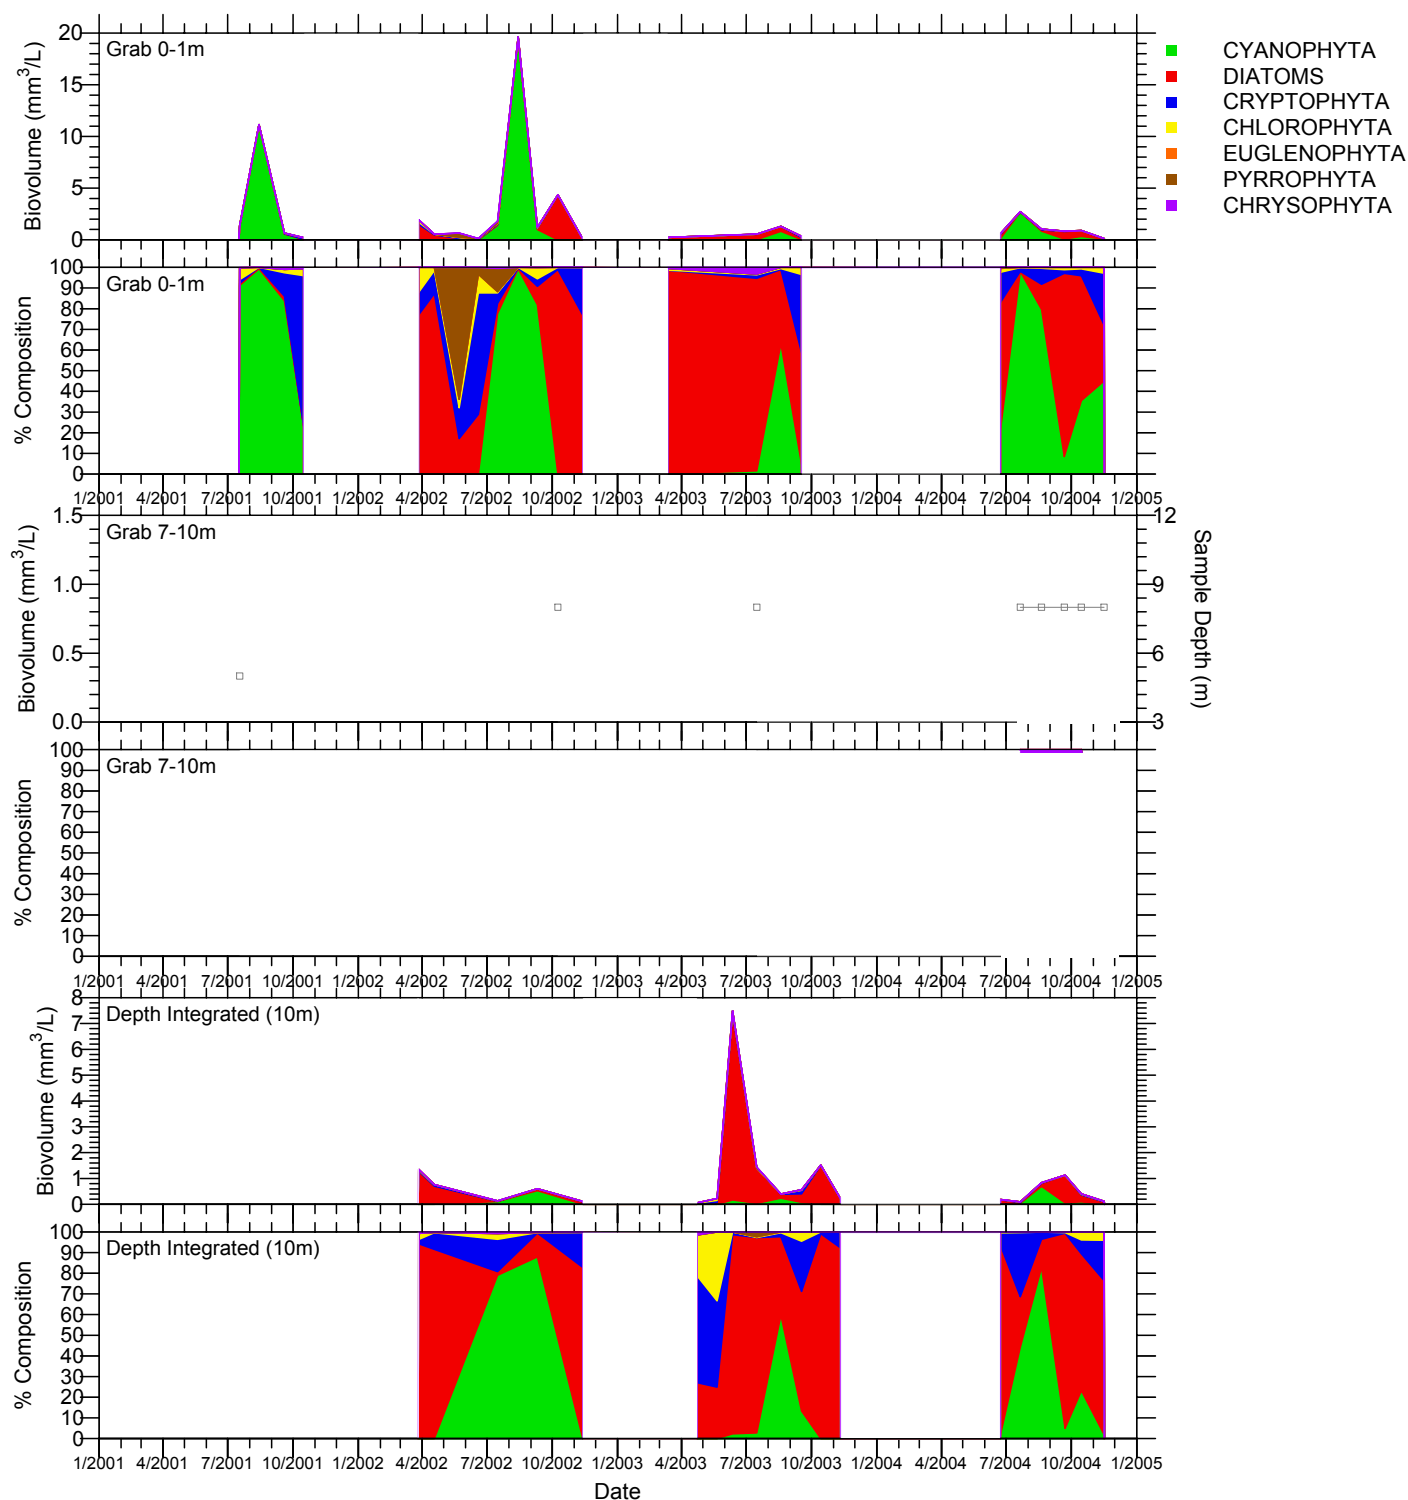 Grab 0-1m
Biovolume (mm³/L)
20
15
10
5
0
CYANOPHYTA
DIATOMS
CRYPTOPHYTA
CHLOROPHYTA
EUGLENOPHYTA
PYRROPHYTA
CHRYSOPHYTA
Grab 0-1m
% Composition
100
90
80
70
60
50
40
30
20
10
0
1/2001 4/2001 7/2001 10/2001 1/2002 4/2002 7/2002 10/2002 1/2003 4/2003 7/2003 10/2003 1/2004 4/2004 7/2004 10/2004 1/2005
Grab 7-10m
Biovolume (mm³/L)
1.5
1.0
0.5
0.0
12
9
6
3
Sample Depth (m)
Grab 7-10m
% Composition
100
90
80
70
60
50
40
30
20
10
0
1/2001 4/2001 7/2001 10/2001 1/2002 4/2002 7/2002 10/2002 1/2003 4/2003 7/2003 10/2003 1/2004 4/2004 7/2004 10/2004 1/2005
Depth Integrated (10m)
Biovolume (mm³/L)
8
7
6
5
4
3
2
1
0
Depth Integrated (10m)
% Composition
100
90
80
70
60
50
40
30
20
10
0
1/2001 4/2001 7/2001 10/2001 1/2002 4/2002 7/2002 10/2002 1/2003 4/2003 7/2003 10/2003 1/2004 4/2004 7/2004 10/2004 1/2005
Date